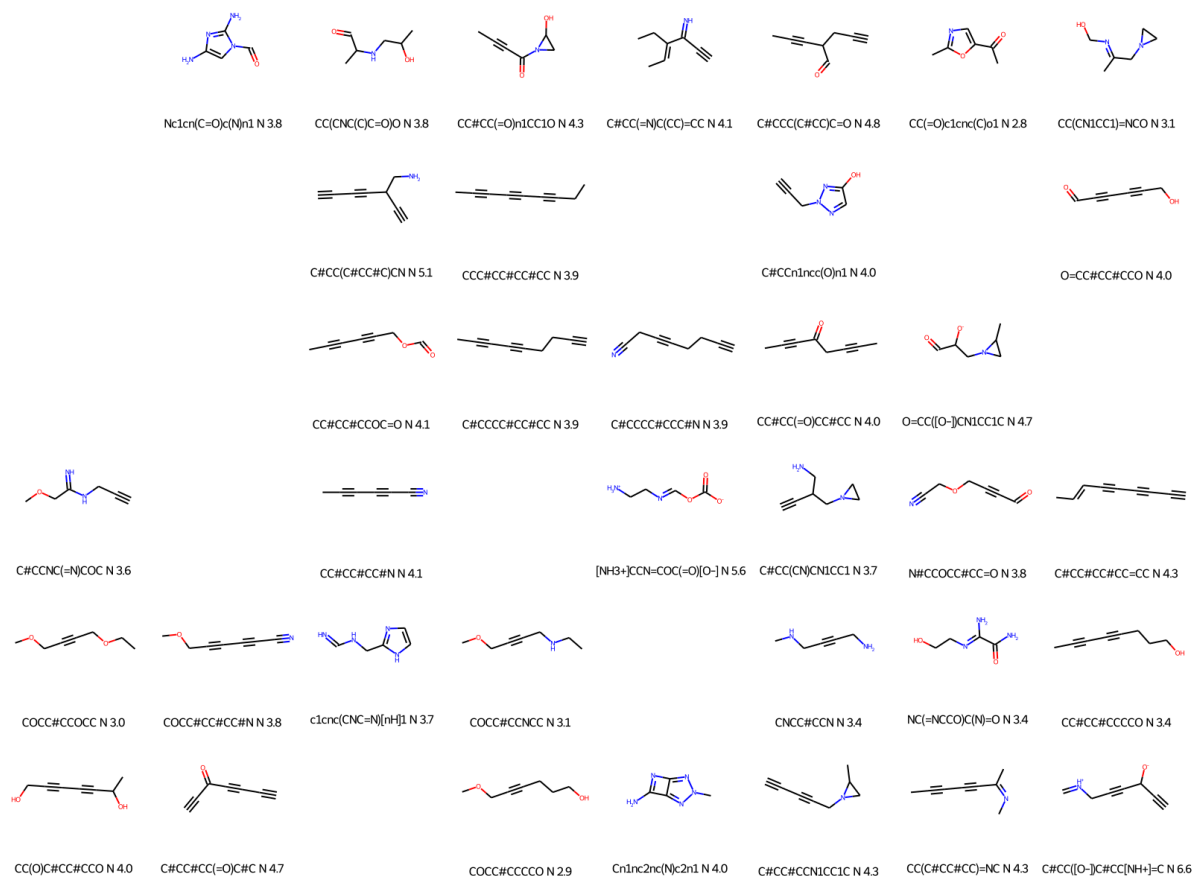 Nc1cn(C=O)c(N)n1 N 3.8
CC(CNC(C)C=O)O N 3.8
CC#CC(=O)n1CC1O N 4.3
C#CC(=N)C(CC)=CC N 4.1
C#CCC(C#CC)C=O N 4.8
CC(=O)c1cnc(C)o1 N 2.8
CC(CN1CC1)=NCO N 3.1
C#CC(C#CC#C)CN N 5.1
CCC#CC#CC#CC N 3.9
C#CCn1ncc(O)n1 N 4.0
O=CC#CC#CCO N 4.0
CC#CC#CCOC=O N 4.1
C#CCCC#CC#CC N 3.9
C#CCCC#CCC#N N 3.9
CC#CC(=O)CC#CC N 4.0
O=CC([O-])CN1CC1C N 4.7
C#CCNC(=N)COC N 3.6
CC#CC#CC#N N 4.1
[NH3+]CCN=COC(=O)[O-] N 5.6
C#CC(CN)CN1CC1 N 3.7
N#CCOCC#CC=O N 3.8
C#CC#CC#CC=CC N 4.3
COCC#CCOCC N 3.0
COCC#CC#CC#N N 3.8
c1cnc(CNC=N)[nH]1 N 3.7
COCC#CCNCC N 3.1
CNCC#CCN N 3.4
NC(=NCCO)C(N)=O N 3.4
CC#CC#CCCCO N 3.4
CC(O)C#CC#CCO N 4.0
C#CC#CC(=O)C#C N 4.7
COCC#CCCCO N 2.9
Cn1nc2nc(N)c2n1 N 4.0
C#CC#CCN1CC1C N 4.3
CC(C#CC#CC)=NC N 4.3
C#CC([O-])C#CC[NH+]=C N 6.6